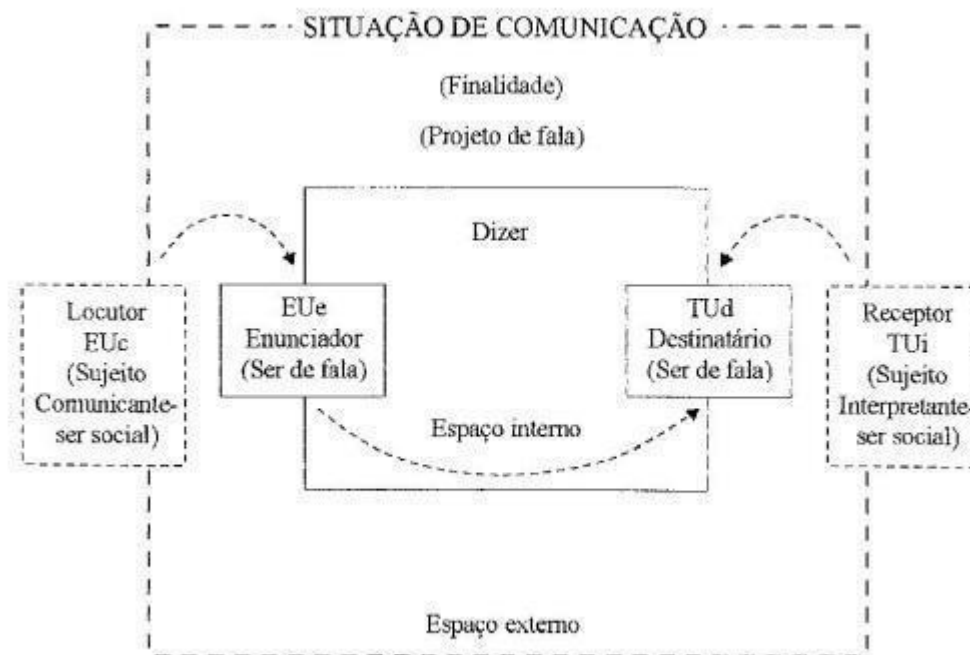 SITUAÇÃO DE COMUNICAÇÃO
(Finalidade)
(Projeto de fala)
Dizer
Locutor
EUc
(Sujeito
Comunicante-
ser social)
EUe
Enunciador
(Ser de fala)
TUd
Destinatário
(Ser de fala)
Receptor
TUi
(Sujeito
Interpretante-
ser social)
Espaço interno
Espaço externo